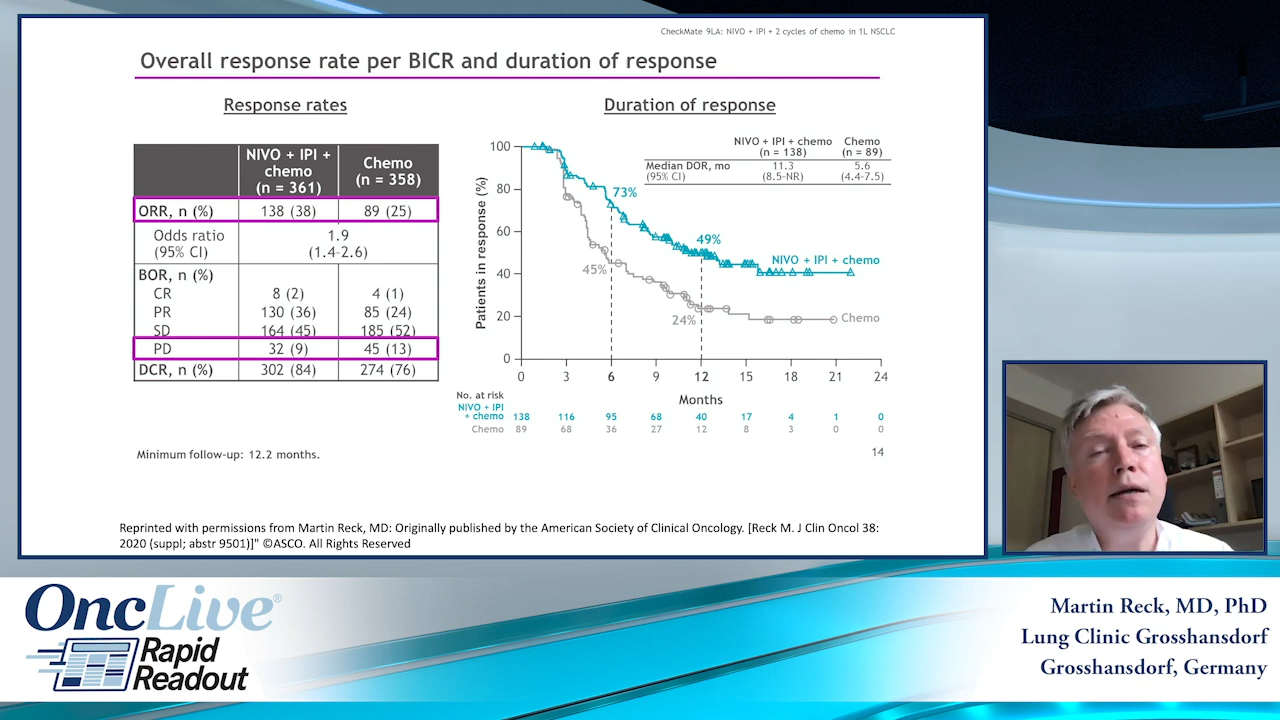 CheckMate 9LA: NIVO + IPI + 2 cycles of chemo in 1L NSCLC
Overall response rate per BICR and duration of response
Response rates
NIVO + IPI +
chemo
(n = 361)
Chemo
(n = 358)
ORR, n (%) 138 (38) 89 (25)
Odds ratio 1.9
(95% CI) (1.4-2.6)
BOR, n (%)
CR 8 (2) 4 (1)
PR 130 (36) 85 (24)
SD 164 (45) 185 (52)
PD 32 (9) 45 (13)
DCR, n (%) 302 (84) 274 (76)
Minimum follow-up: 12.2 months.
Duration of response
NIVO + IPI + chemo Chemo
(n = 138) (n = 89)
Median DOR, mo 11.3 5.6
(95% CI) (8.5-NR) (4.4-7.5)
Patients in response (%)
100
80
60
40
20
0
73%
49%
45%
24%
NIVO + IPI + chemo
Chemo
0 3 6 9 12 15 18 21 24
Months
No. at risk
NIVO + IPI
+ chemo 138 116 95 68 40 17 4 1 0
Chemo 89 68 36 27 12 8 3 0 0
14
Reprinted with permissions from Martin Reck, MD: Originally published by the American Society of Clinical Oncology. [Reck M. J Clin Oncol 38:
2020 (suppl; abstr 9501)]" ©ASCO. All Rights Reserved
OncLive®
Rapid
Readout
Martin Reck, MD, PhD
Lung Clinic Grosshansdorf
Grosshansdorf, Germany